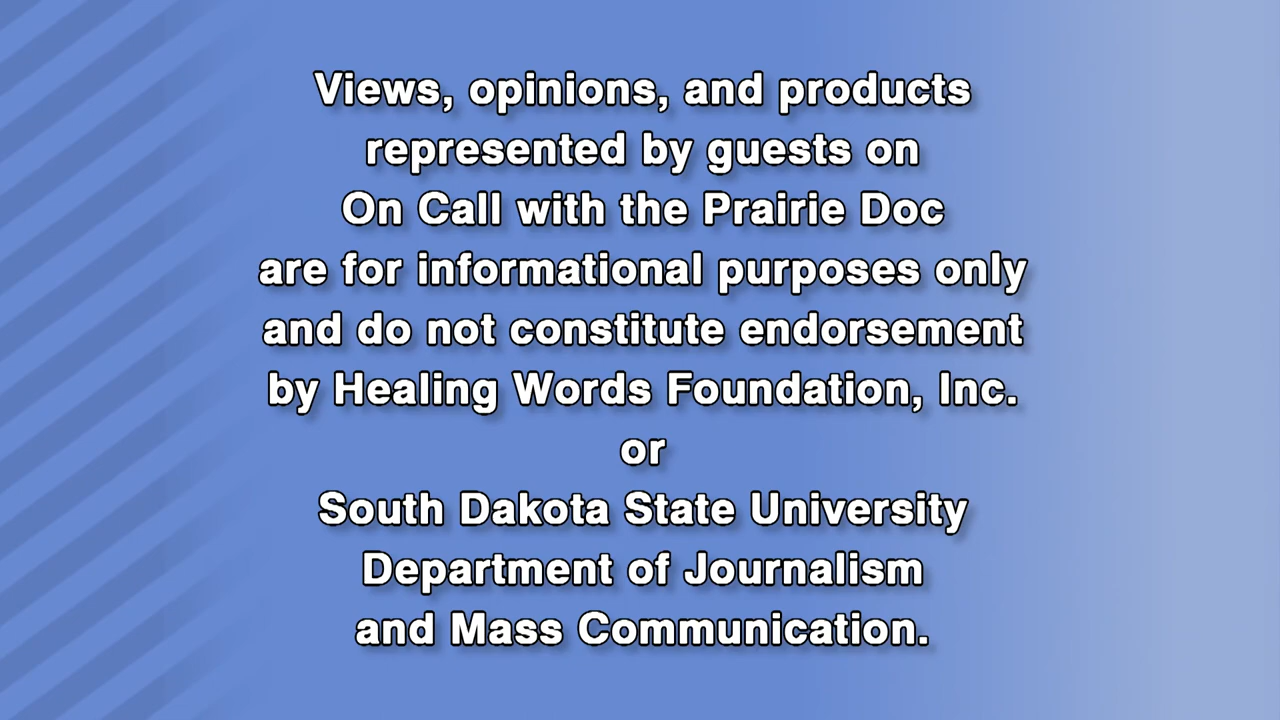 Views, opinions, and products
represented by guests on
On Call with the Prairie Doc
are for informational purposes only
and do not constitute endorsement
by Healing Words Foundation, Inc.
or
South Dakota State University
Department of Journalism
and Mass Communication.